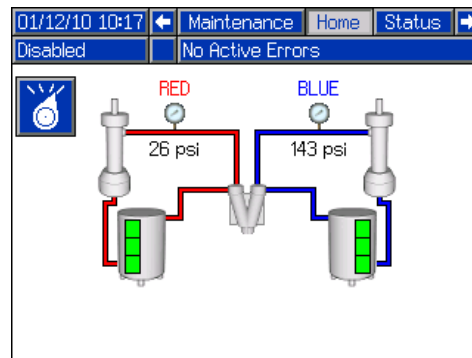 01/12/10 10:17 Maintenance Home Status
Disabled No Active Errors
RED BLUE
26 psi 143 psi